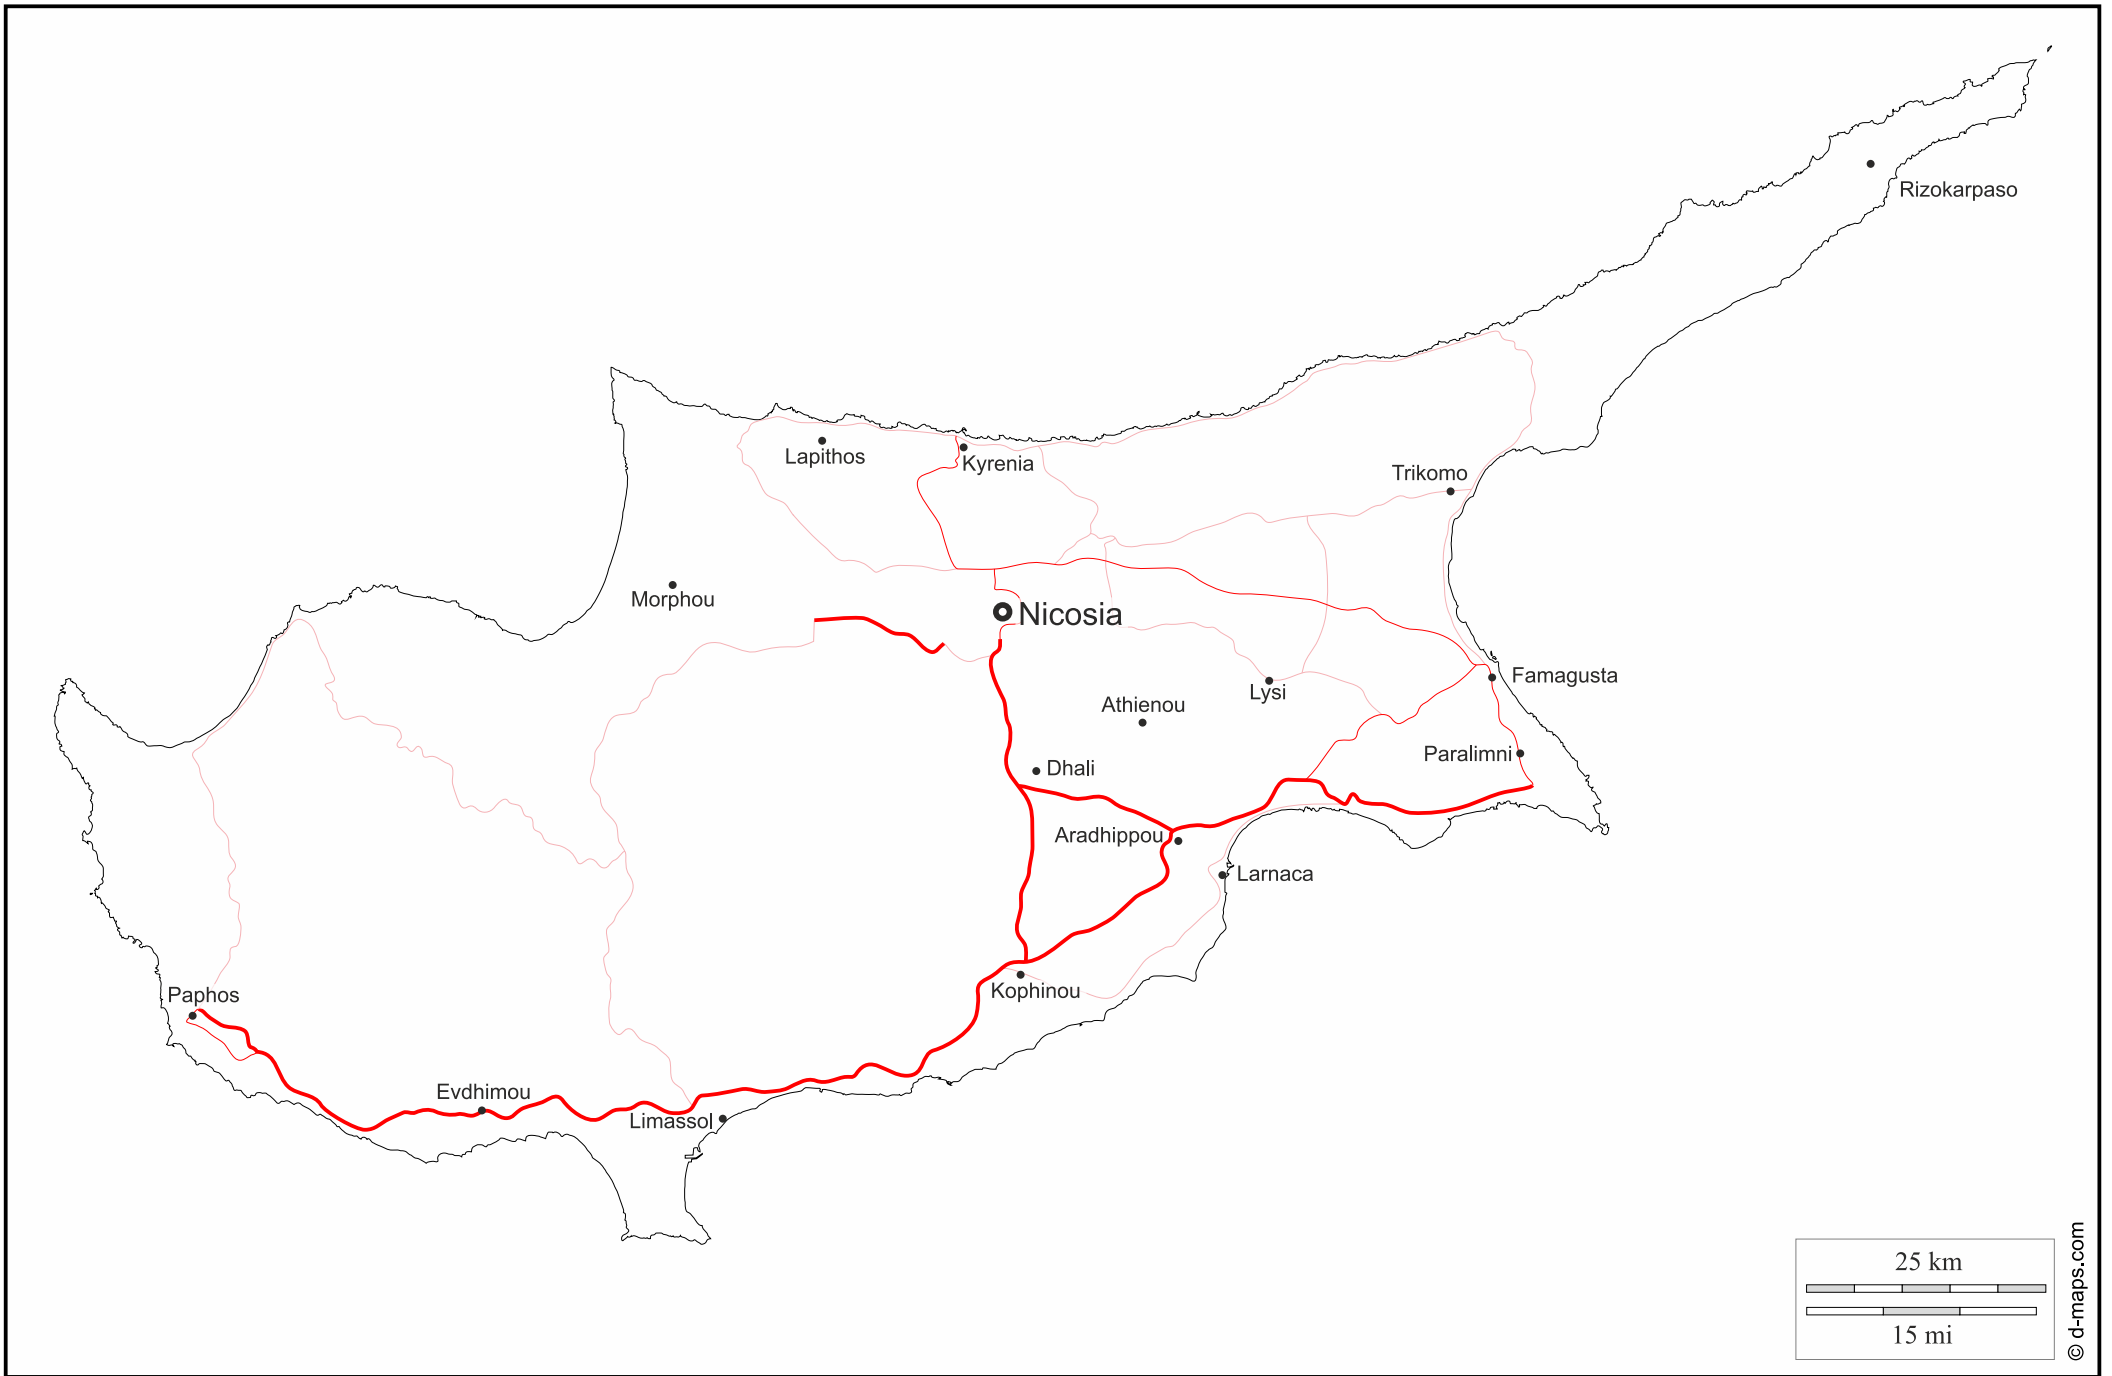 Rizokarpaso
Lapithos
Kyrenia
Trikomo
Morphou
Nicosia
Famagusta
Lysi
Athienou
Paralimni
Dhali
Aradhippou
Larnaca
Kophinou
Paphos
Evdhimou
Limassol
25 km
15 mi
© d-maps.com